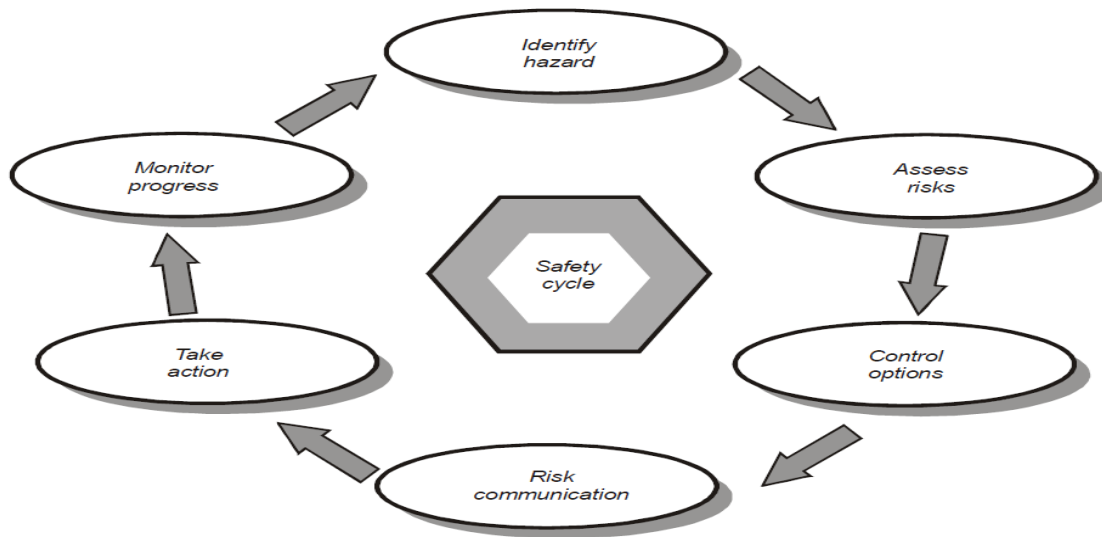 Identify
hazard
Assess
risks
Control
options
Risk
communication
Take
action
Monitor
progress
Safety
cycle